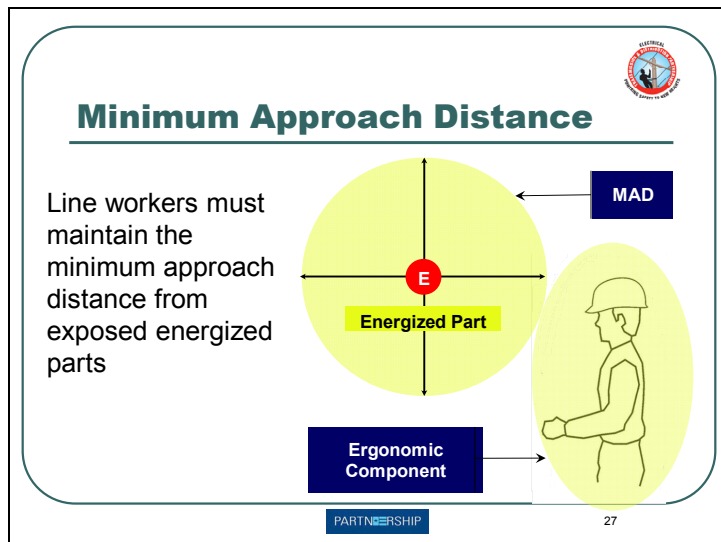 ELECTRICAL
Minimum Approach Distance
Line workers must
maintain the
minimum approach
distance from
exposed energized
parts
MAD
E
Energized Part
Ergonomic
Component
PARTNERSHIP
27